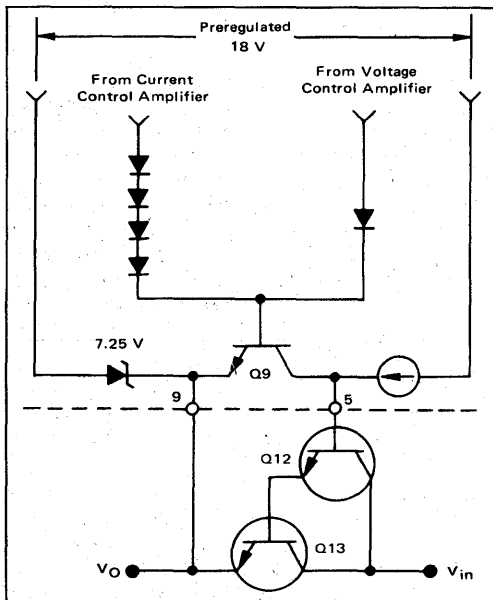 Preregulated
18 V
From Current
Control Amplifier
From Voltage
Control Amplifier
7.25 V
Q9
9
5
Q12
Q13
VO
Vin